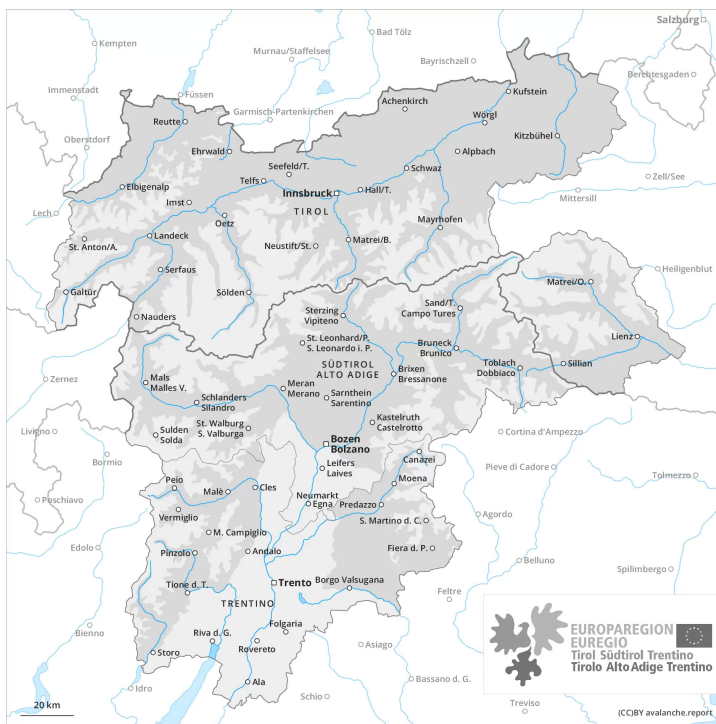 Salzburg
Kempten
Bad Tölz
Murnau/Staffelsee
Bayrischzell
Berchtesgaden
Immenstadt
Füssen
Kufstein
Achenkirch
Garmisch-Partenkirchen
Wörgl
Reutte
Kitzbühel
Oberstdorf
Ehrwald
Alpbach
Seefeld/T.
Schwaz
Zell/See
Telfs
Elbigenalp
Innsbruck
Hall/T.
Mittersill
Imst
TIROL
Lech
Oetz
Mayrhofen
Landeck
Matrei/B.
St. Anton/A.
Neustift/St.
Serfaus
Heiligenblut
Matrei/O.
Galtür
Sölden
Sand/T.
Campo Tures
Nauders
Sterzing
Vipiteno
Lienz
St. Leonhard/P.
S. Leonardo i. P.
Bruneck
Brunico
Toblach
Dobbiaco
Sillian
SÜDTIROL
ALTO ADIGE
Brixen
Bressanone
Zernez
Mals
Malles V.
Meran
Merano
Sarnthein
Sarentino
Schlanders
Silandro
St. Walburg
S. Valburga
Kastelruth
Castelrotto
Livigno
Sulden
Solda
Cortina d'Ampezzo
Bozen
Bolzano
Canazei
Bormio
Leifers
Laives
Pieve di Cadore
Tolmezzo
Peio
Malè
Cles
Moena
Poschiavo
Neumarkt
Egna
Predazzo
Vermiglio
Agordo
S. Martino d. C.
M. Campiglio
Edolo
Pinzolo
Andalo
Fiera d. P.
Belluno
Spilimbergo
Tione d. T.
Trento
Borgo Valsugana
Feltre
TRENTINO
Bienno
Folgaria
Riva d. G.
Rovereto
Asiago
Storo
Idro
Ala
Bassano d. G.
Schio
Treviso
EUROPAREGION
EUREGIO
Tirol Südtirol Trentino
Tirolo Alto Adige Trentino
20 km
(CC)BY avalanche.report